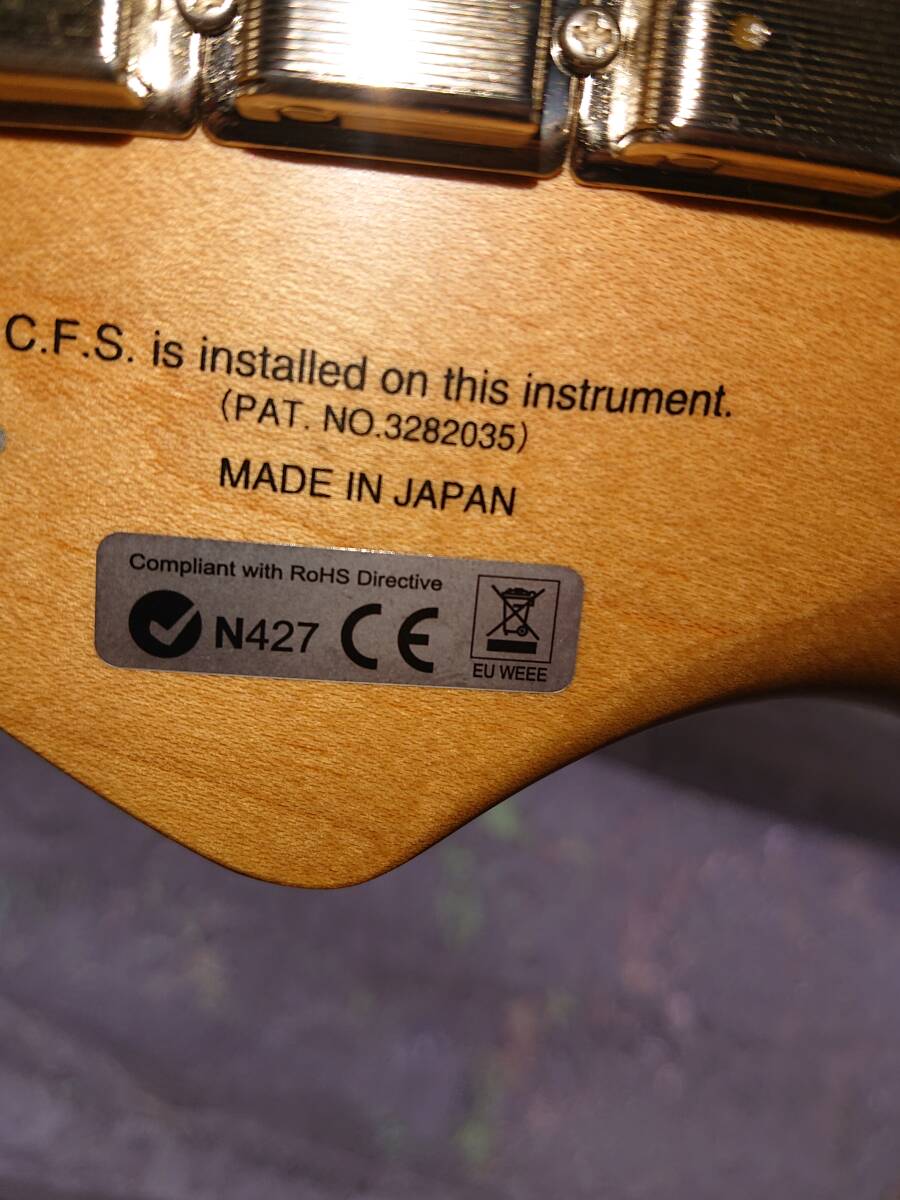 C.F.S. is installed on this instrument.
(PAT. NO.3282035)
MADE IN JAPAN
Compliant with RoHS Directive
N427 CE
EU WEEE